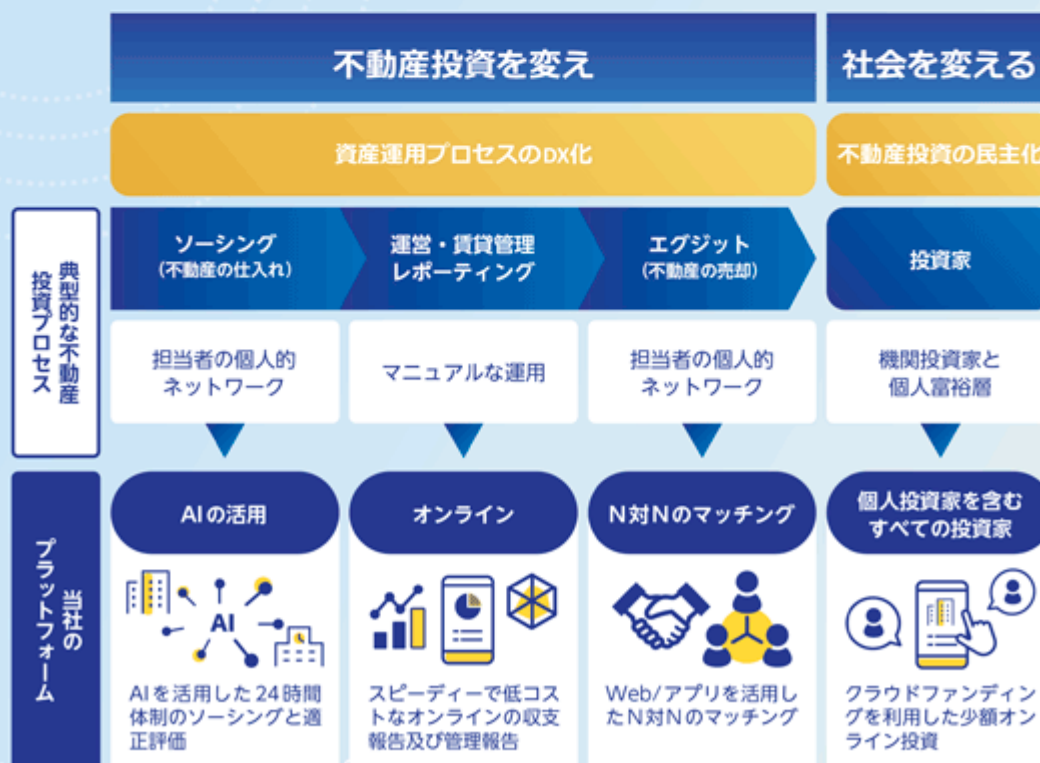 不動産投資を変え
社会を変える
資産運用プロセスのDX化
不動産投資の民主化
典型的な不動産
投資プロセス
ソーシング
(不動産の仕入れ)
運営・賃貸管理
レポーティング
エグジット
(不動産の売却)
投資家
担当者の個人的
ネットワーク
マニュアルな運用
担当者の個人的
ネットワーク
機関投資家と
個人富裕層
当社の
プラットフォーム
AIの活用
オンライン
N対Nのマッチング
個人投資家を含む
すべての投資家
AI
AIを活用した24時間
体制のソーシングと適
正評価
スピーディーで低コス
トなオンラインの収支
報告及び管理報告
Web/アプリを活用し
たN対Nのマッチング
クラウドファンディン
グを利用した少額オン
ライン投資